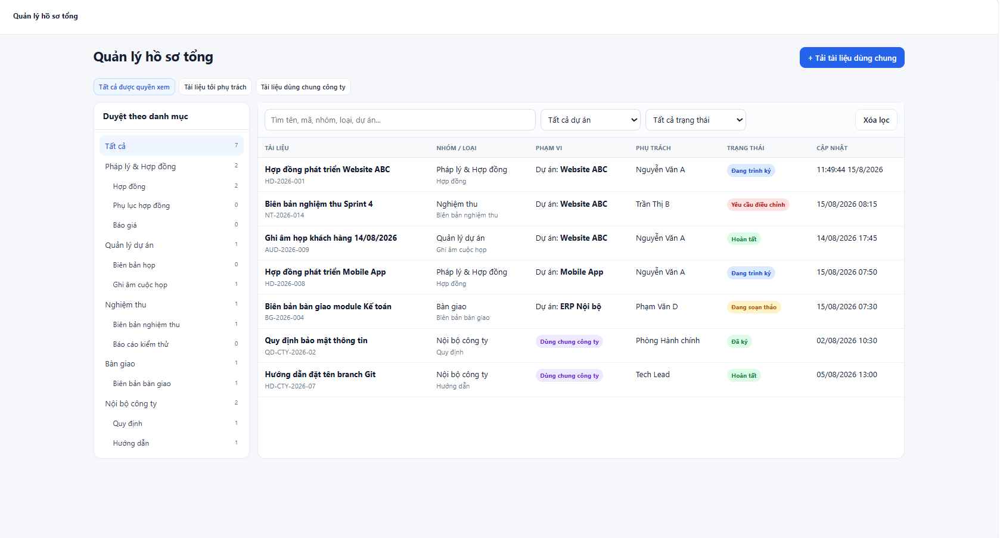 Quản lý hồ sơ tổng
Quản lý hồ sơ tổng
+ Tải tài liệu dùng chung
Tất cả được quyền xem
Tài liệu tôi phụ trách
Tài liệu dùng chung công ty
Duyệt theo danh mục
Tất cả 7
Pháp lý & Hợp đồng 2
Hợp đồng 2
Phụ lục hợp đồng 0
Báo giá 0
Quản lý dự án 1
Biên bản họp 0
Ghi âm cuộc họp 1
Nghiệm thu 1
Biên bản nghiệm thu 1
Báo cáo kiểm thử 0
Bàn giao 1
Biên bản bàn giao 1
Nội bộ công ty 2
Quy định 1
Hướng dẫn 1
Tìm tên, mã, nhóm, loại, dự án...
Tất cả dự án
Tất cả trạng thái
Xóa lọc
TÀI LIỆU NHÓM / LOẠI PHẠM VI PHỤ TRÁCH TRẠNG THÁI CẬP NHẬT
Hợp đồng phát triển Website ABC Pháp lý & Hợp đồng Dự án: Website ABC Nguyễn Văn A Đang trình ký 11:49:44 15/8/2026
HD-2026-001 Hợp đồng
Biên bản nghiệm thu Sprint 4 Nghiệm thu Dự án: Website ABC Trần Thị B Yêu cầu điều chỉnh 15/08/2026 08:15
NT-2026-014 Biên bản nghiệm thu
Ghi âm họp khách hàng 14/08/2026 Quản lý dự án Dự án: Website ABC Nguyễn Văn A Hoàn tất 14/08/2026 17:45
AUD-2026-009 Ghi âm cuộc họp
Hợp đồng phát triển Mobile App Pháp lý & Hợp đồng Dự án: Mobile App Nguyễn Văn A Đang trình ký 15/08/2026 07:50
HD-2026-008 Hợp đồng
Biên bản bàn giao module Kế toán Bàn giao Dự án: ERP Nội bộ Phạm Văn D Đang soạn thảo 15/08/2026 07:30
BG-2026-004 Biên bản bàn giao
Quy định bảo mật thông tin Nội bộ công ty Dùng chung công ty Phòng Hành chính Đã ký 02/08/2026 10:30
QD-CTY-2026-02 Quy định
Hướng dẫn đặt tên branch Git Nội bộ công ty Dùng chung công ty Tech Lead Hoàn tất 05/08/2026 13:00
HD-CTY-2026-07 Hướng dẫn